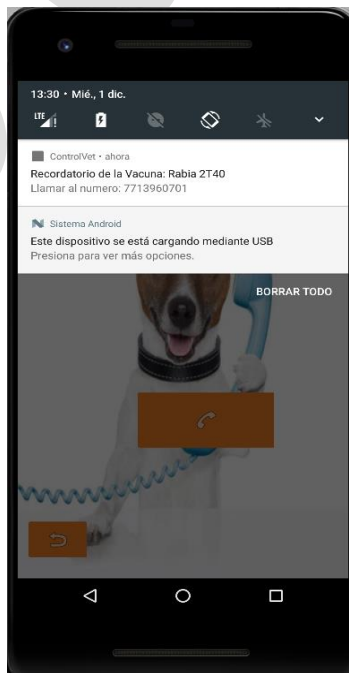 13:30 • Mié., 1 dic.
LTE
ControlVet • ahora
Recordatorio de la Vacuna: Rabia 2T40
Llamar al numero: 7713960701
Sistema Android
Este dispositivo se está cargando mediante USB
Presiona para ver más opciones.
BORRAR TODO